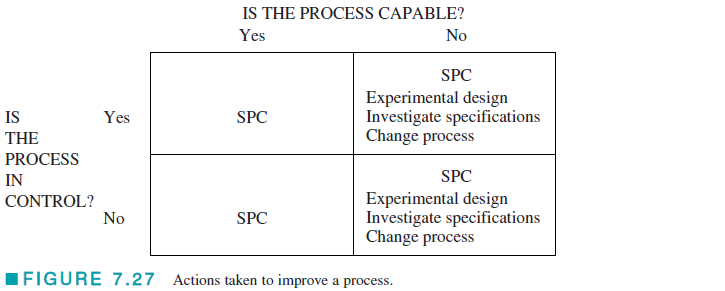 IS THE PROCESS CAPABLE?
Yes No
SPC
Experimental design
IS Yes SPC Investigate specifications
THE Change process
PROCESS
IN SPC
CONTROL? Experimental design
No SPC Investigate specifications
Change process
FIGURE 7.27 Actions taken to improve a process.